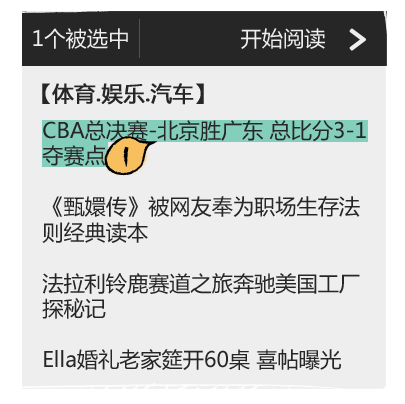 1个被选中
开始阅读
【体育.娱乐.汽车】
CBA总决赛-北京胜广东 总比分3-1
夺赛点
《甄嬛传》被网友奉为职场生存法
则经典读本
法拉利铃鹿赛道之旅奔驰美国工厂
探秘记
Ella婚礼老家筵开60桌 喜帖曝光